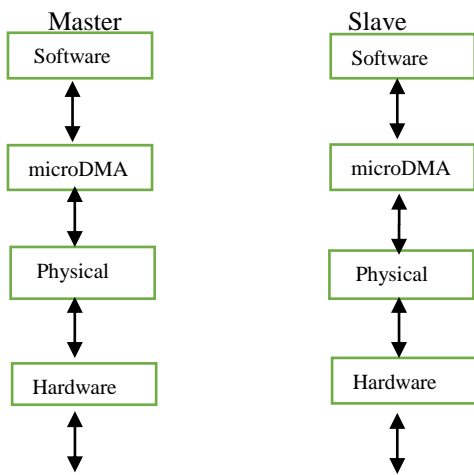 Master
Software
microDMA
Physical
Hardware
Slave
Software
microDMA
Physical
Hardware